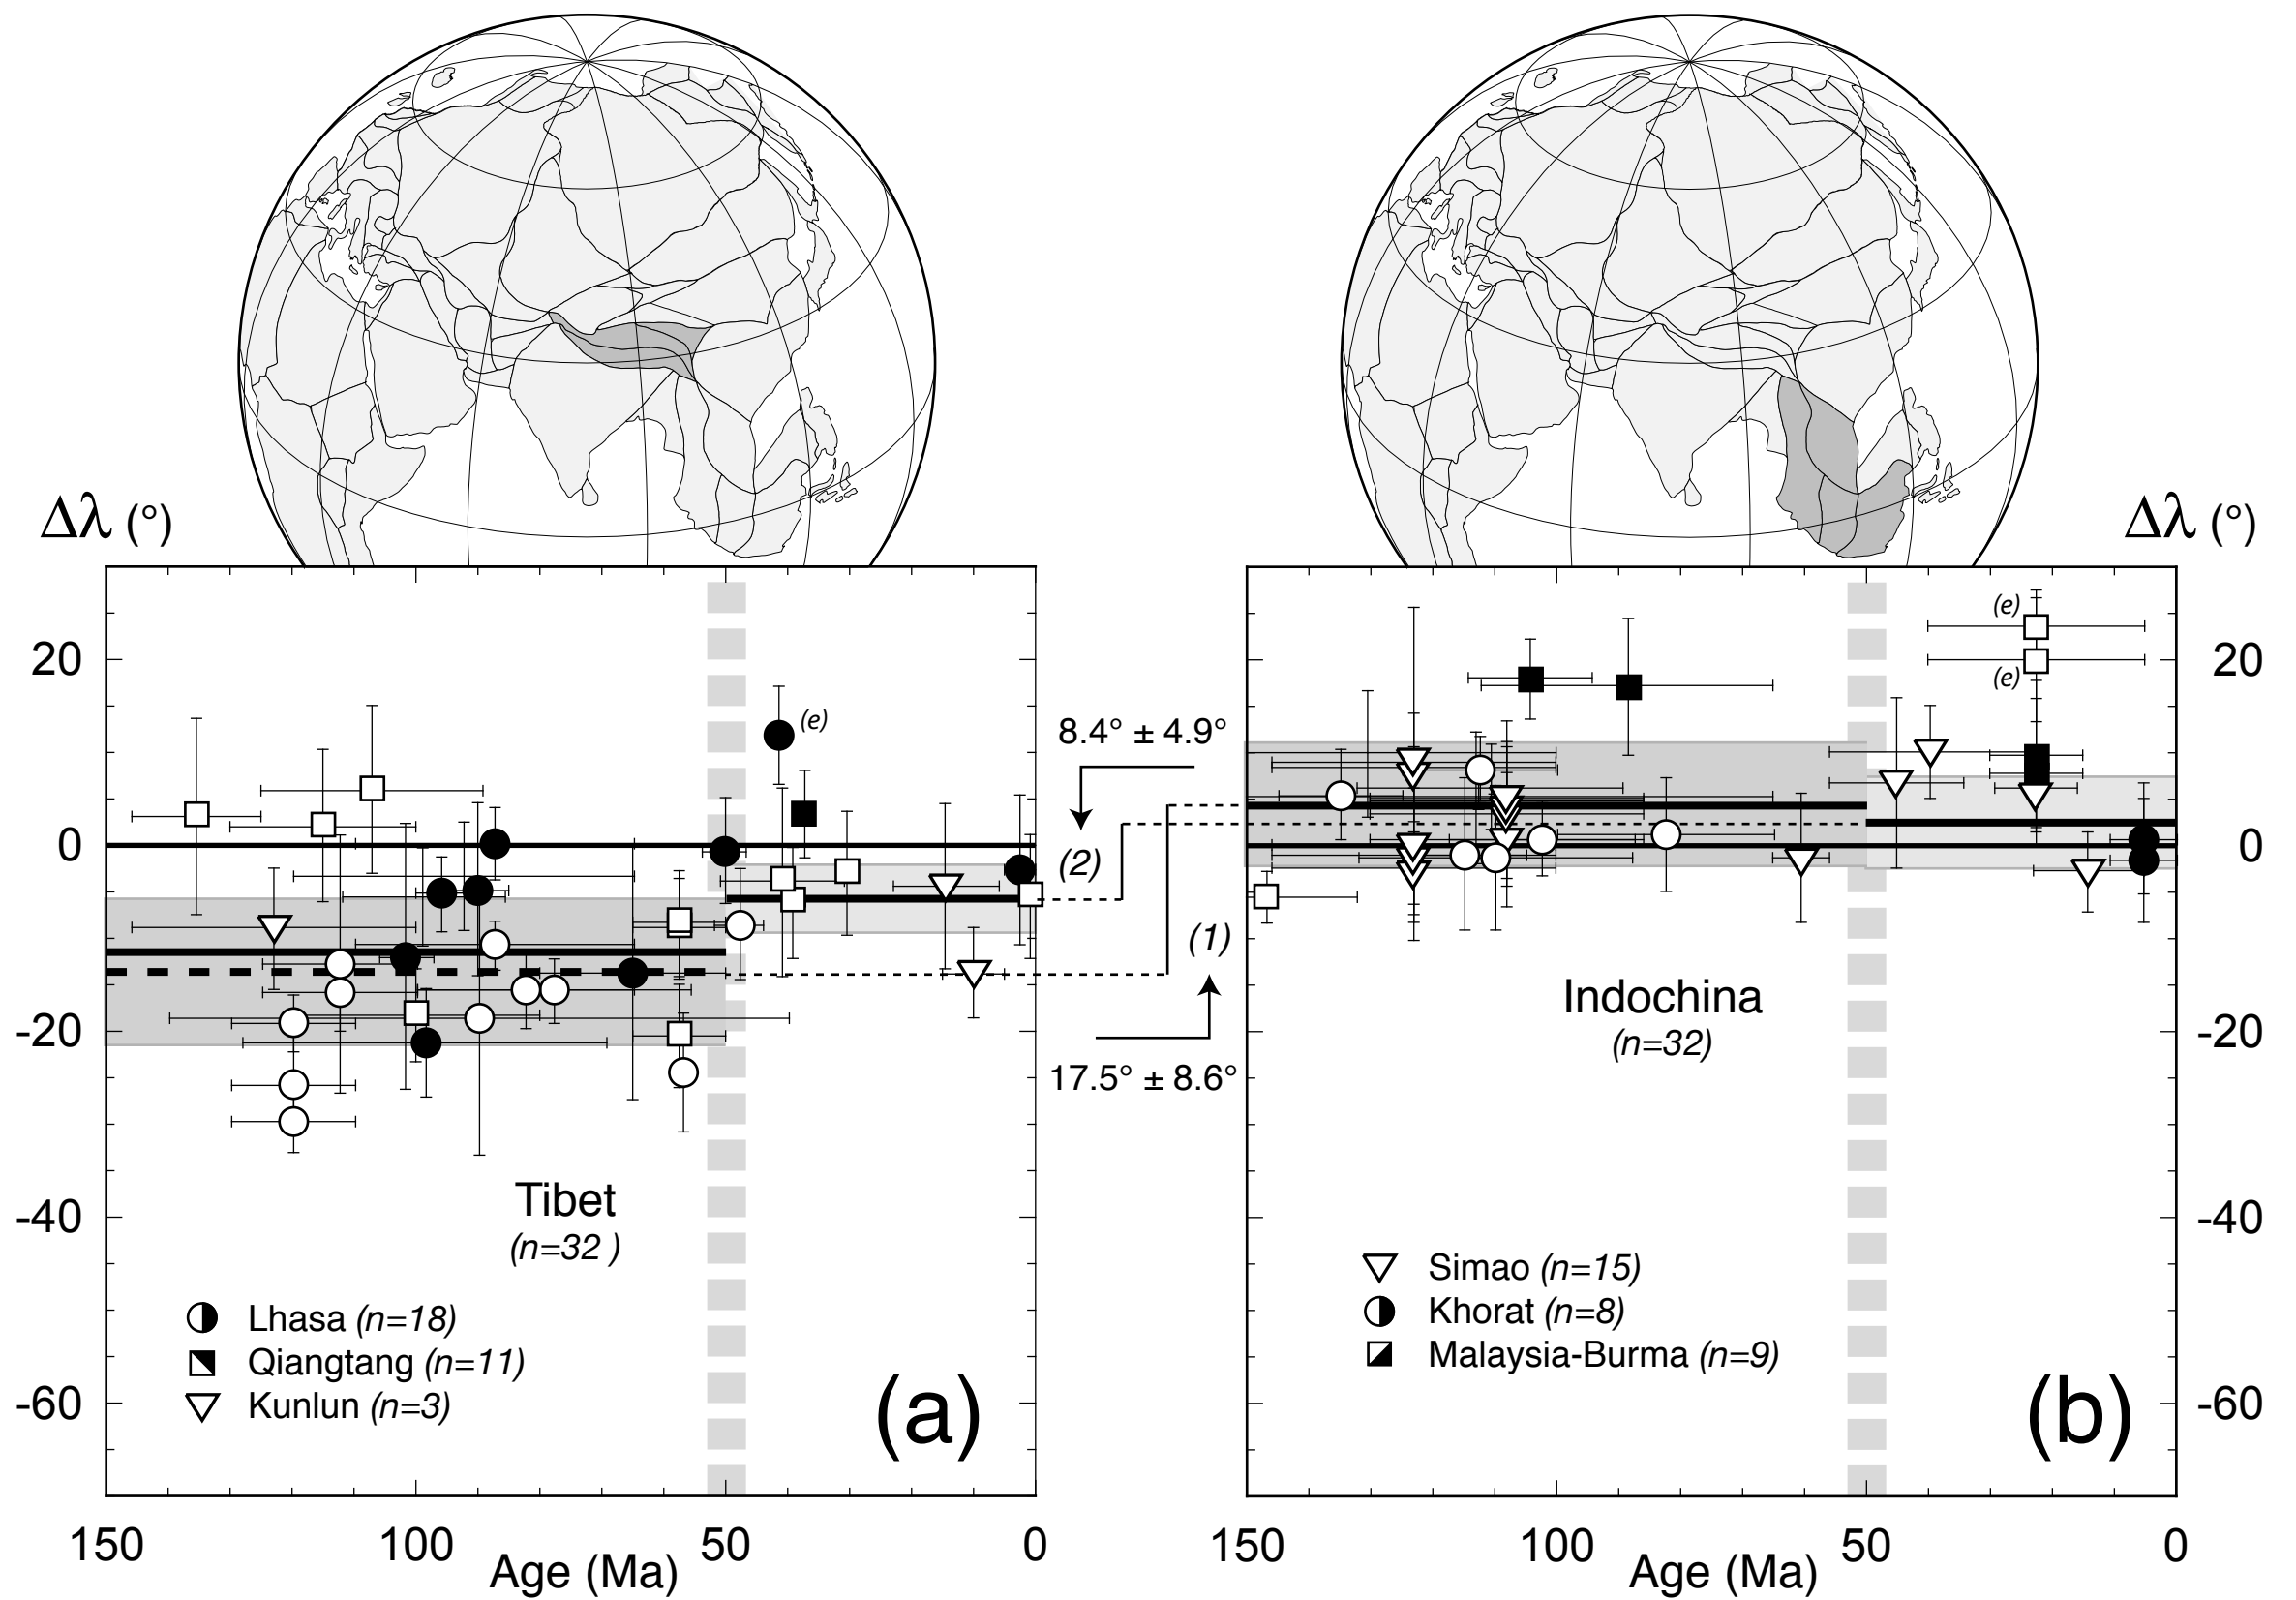 Δλ (°)
Δλ (°)
20
0
-20
-40
-60
(e)
8.4° ± 4.9°
(2)
(1)
17.5° ± 8.6°
Tibet
(n=32 )
Lhasa (n=18)
Qiangtang (n=11)
Kunlun (n=3)
(a)
150
100
50
0
Age (Ma)
(e)
(e)
Indochina
(n=32)
Simao (n=15)
Khorat (n=8)
Malaysia-Burma (n=9)
(b)
20
0
-20
-40
-60
150
100
50
0
Age (Ma)